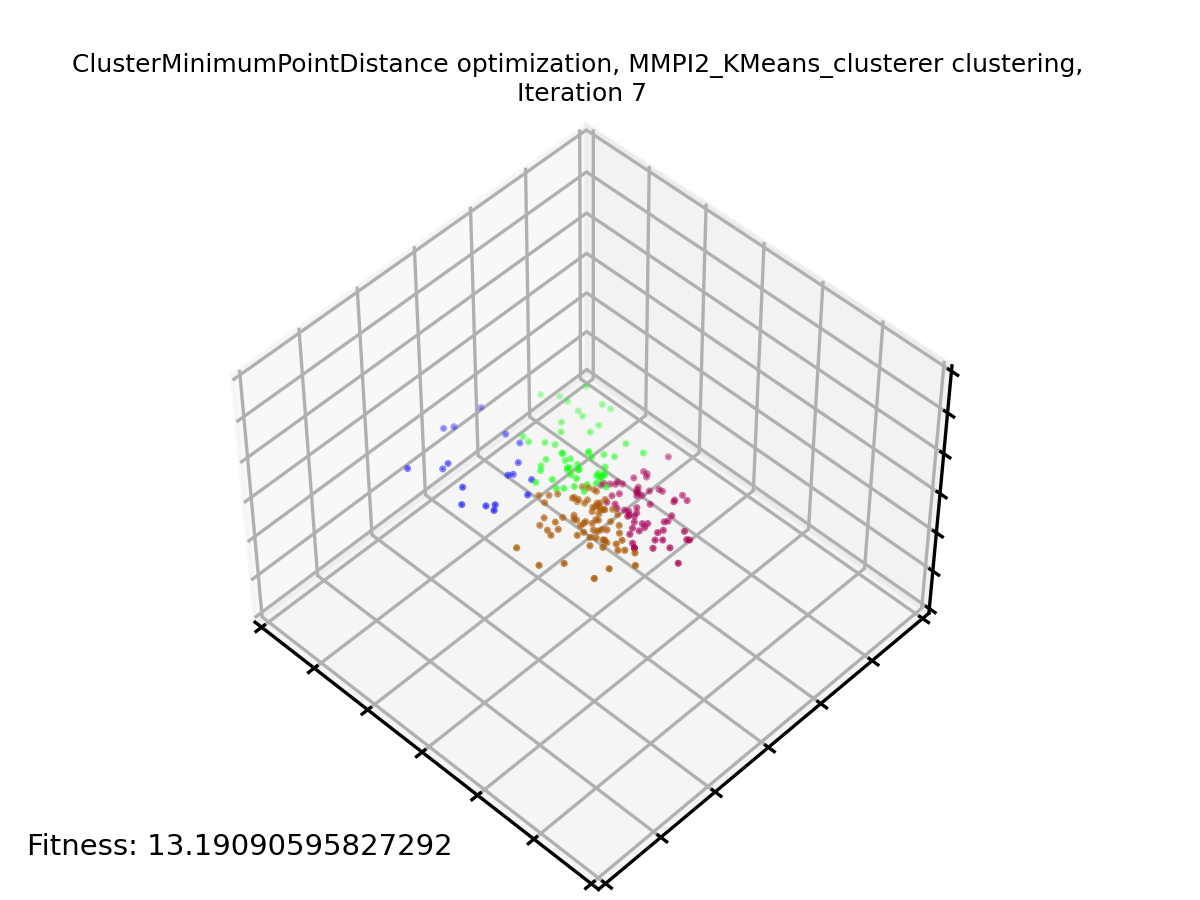 ClusterMinimumPointDistance optimization, MMPI2_KMeans_clusterer clustering,
Iteration 7
Fitness: 13.19090595827292